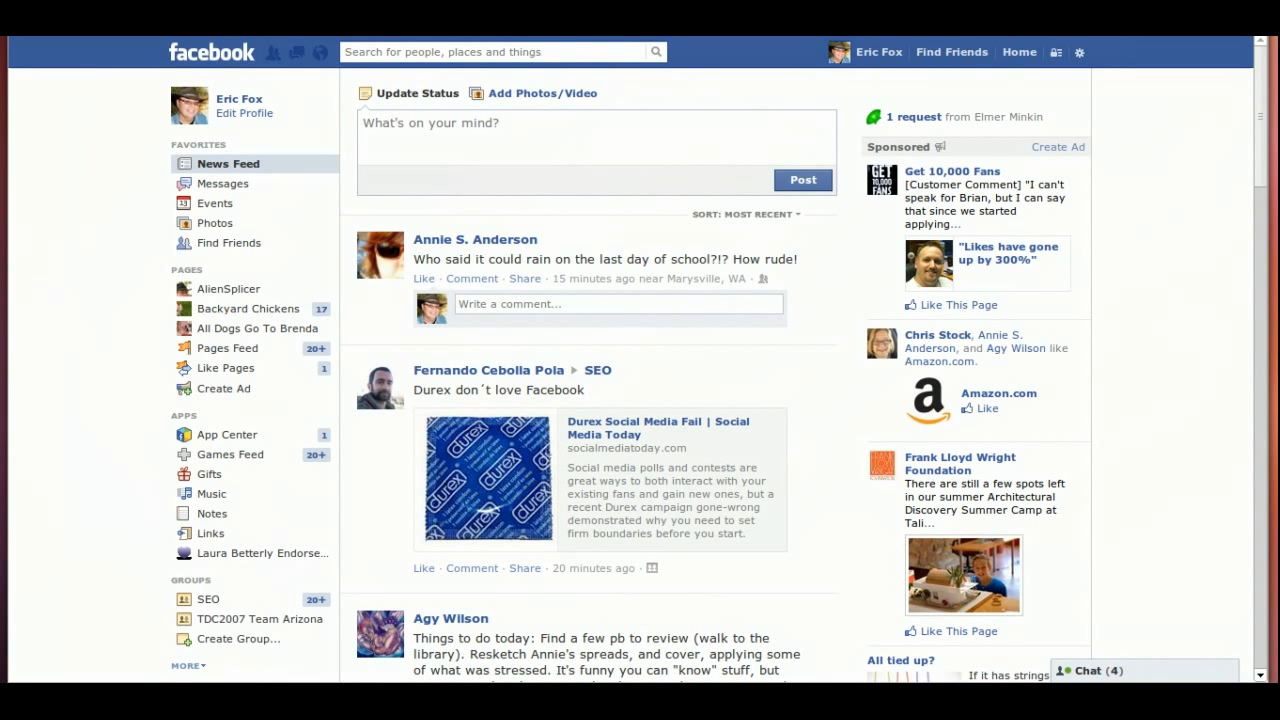 facebook
Search for people, places and things
Eric Fox
Find Friends
Home
Eric Fox
Edit Profile
FAVORITES
News Feed
Messages
Events
Photos
Find Friends
PAGES
AlienSplicer
Backyard Chickens 17
All Dogs Go To Brenda
Pages Feed 20+
Like Pages 1
Create Ad
APPS
App Center 1
Games Feed 20+
Gifts
Music
Notes
Links
Laura Betterly Endorse...
GROUPS
SEO 20+
TDC2007 Team Arizona
Create Group...
MORE
Update Status Add Photos/Video
What's on your mind?
Post
SORT: MOST RECENT
Annie S. Anderson
Who said it could rain on the last day of school?!? How rude!
Like · Comment · Share · 15 minutes ago near Marysville, WA ·
Write a comment...
Fernando Cebolla Pola SEO
Durex don´t love Facebook
durex
Durex Social Media Fail | Social
Media Today
socialmediatoday.com
Social media polls and contests are
great ways to both interact with your
existing fans and gain new ones, but a
recent Durex campaign gone-wrong
demonstrated why you need to set
firm boundaries before you start.
Like · Comment · Share · 20 minutes ago ·
Agy Wilson
Things to do today: Find a few pb to review (walk to the
library). Resketch Annie's spreads, and cover, applying some
of what was stressed. It's funny you can "know" stuff, but
1 request from Elmer Minkin
Sponsored Create Ad
GET
10,000
FANS
Get 10,000 Fans
[Customer Comment] "I can't
speak for Brian, but I can say
that since we started
applying...
"Likes have gone
up by 300%"
Like This Page
Chris Stock, Annie S.
Anderson, and Agy Wilson like
Amazon.com.
a
Amazon.com
Like
Frank Lloyd Wright
Foundation
There are still a few spots left
in our summer Architectural
Discovery Summer Camp at
Tali...
Like This Page
All tied up?
If it has strings
Chat (4)